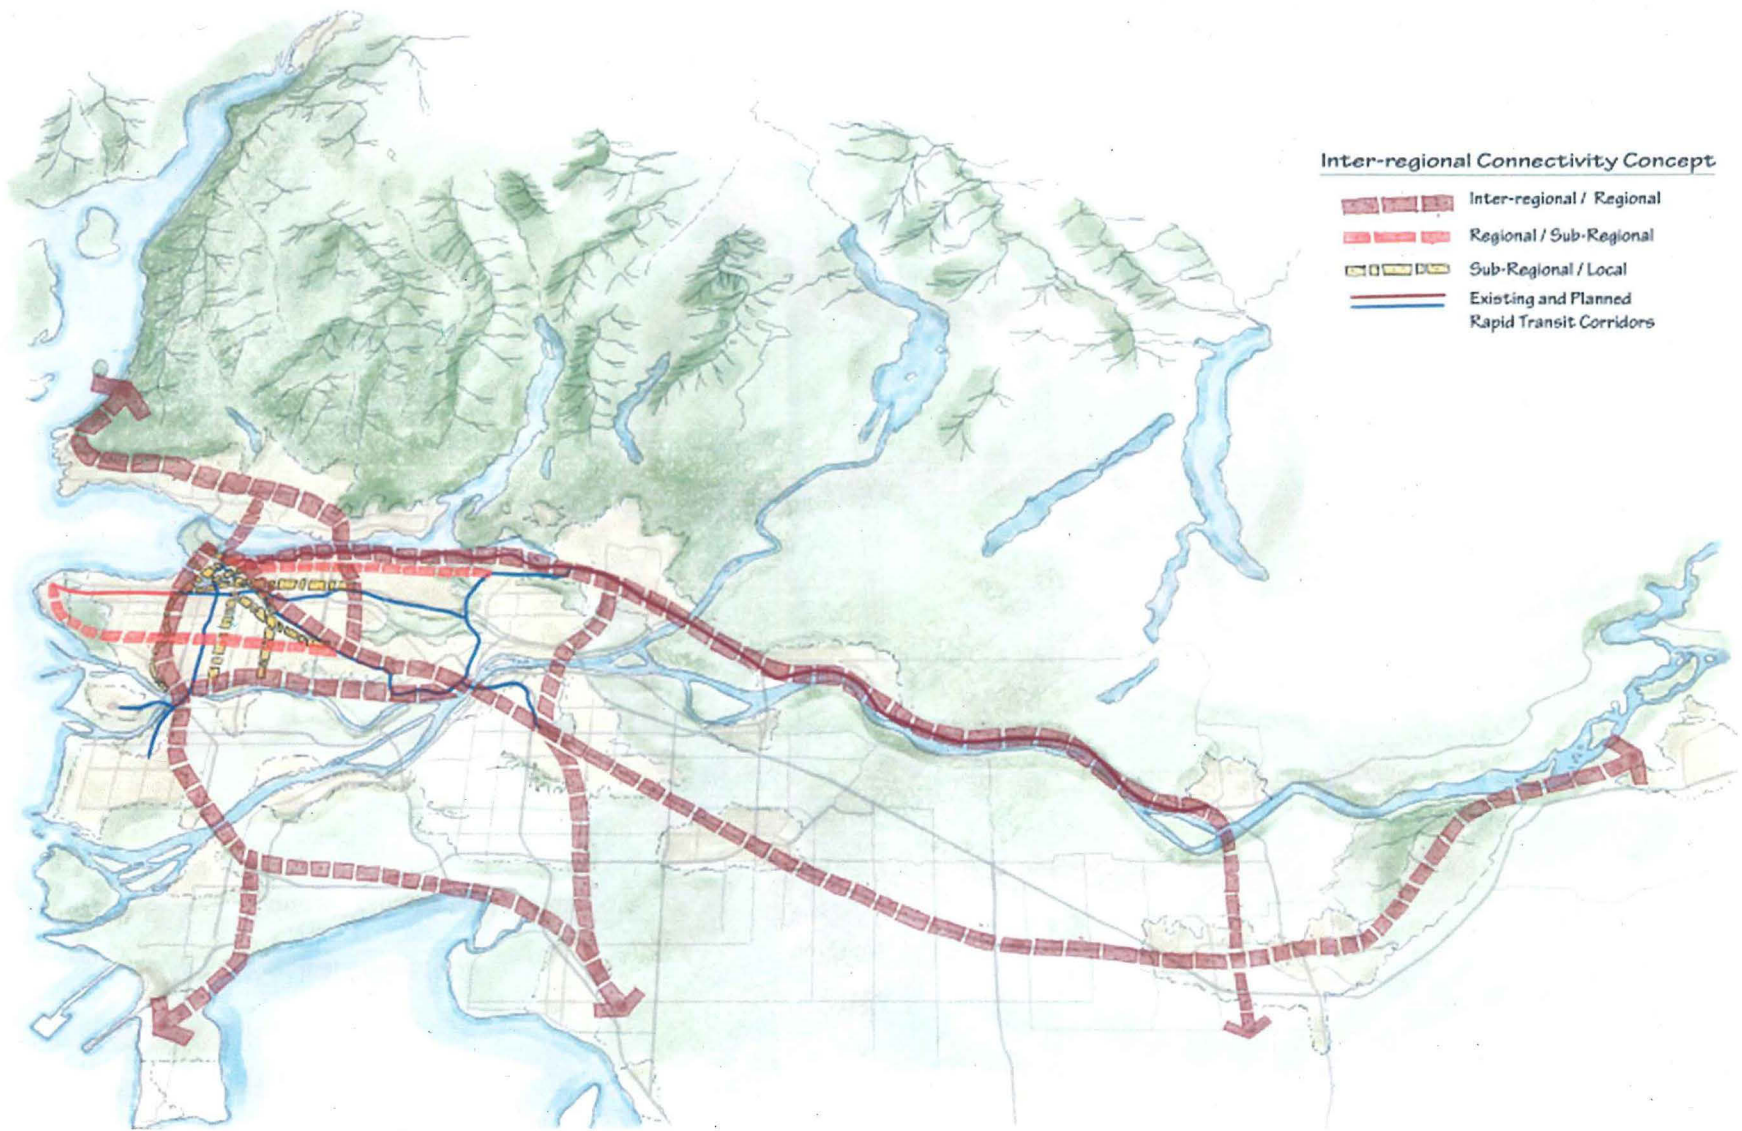 Inter-regional Connectivity Concept
Inter-regional / Regional
Regional / Sub-Regional
Sub-Regional / Local
Existing and Planned
Rapid Transit Corridors